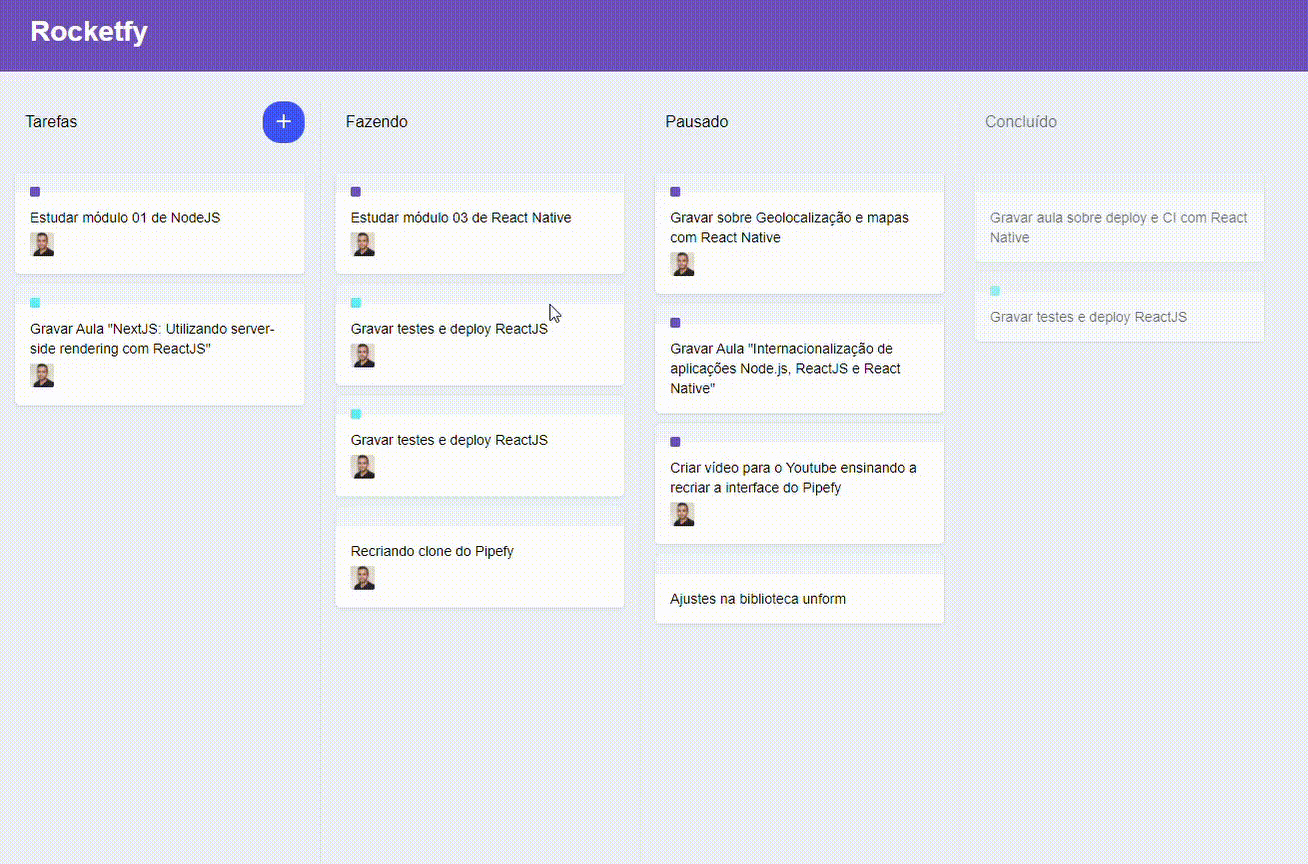 Rocketfy
Tarefas
+
Estudar módulo 01 de NodeJS
Gravar Aula "NextJS: Utilizando server-
side rendering com ReactJS"
Fazendo
Estudar módulo 03 de React Native
Gravar testes e deploy ReactJS
Gravar testes e deploy ReactJS
Recriando clone do Pipefy
Pausado
Gravar sobre Geolocalização e mapas
com React Native
Gravar Aula "Internacionalização de
aplicações Node.js, ReactJS e React
Native"
Criar vídeo para o Youtube ensinando a
recriar a interface do Pipefy
Ajustes na biblioteca unform
Concluído
Gravar aula sobre deploy e CI com React
Native
Gravar testes e deploy ReactJS